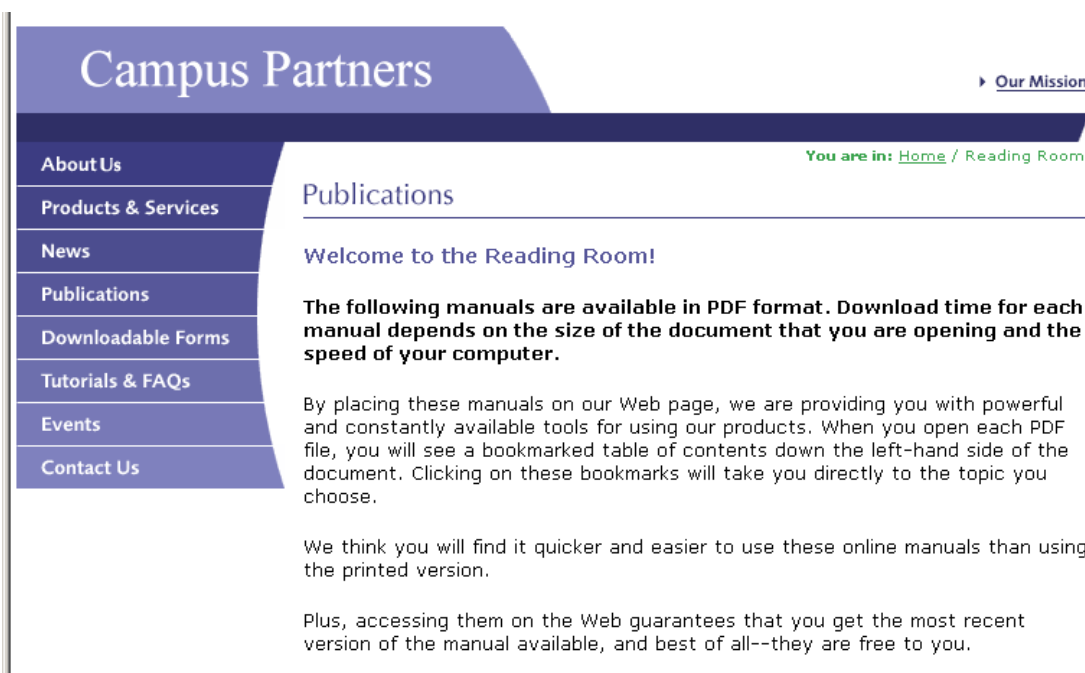 Campus Partners
Our Mission
You are in: Home / Reading Room
About Us
Products & Services
News
Publications
Downloadable Forms
Tutorials & FAQs
Events
Contact Us
Publications
Welcome to the Reading Room!
The following manuals are available in PDF format. Download time for each
manual depends on the size of the document that you are opening and the
speed of your computer.
By placing these manuals on our Web page, we are providing you with powerful
and constantly available tools for using our products. When you open each PDF
file, you will see a bookmarked table of contents down the left-hand side of the
document. Clicking on these bookmarks will take you directly to the topic you
choose.
We think you will find it quicker and easier to use these online manuals than using
the printed version.
Plus, accessing them on the Web guarantees that you get the most recent
version of the manual available, and best of all--they are free to you.